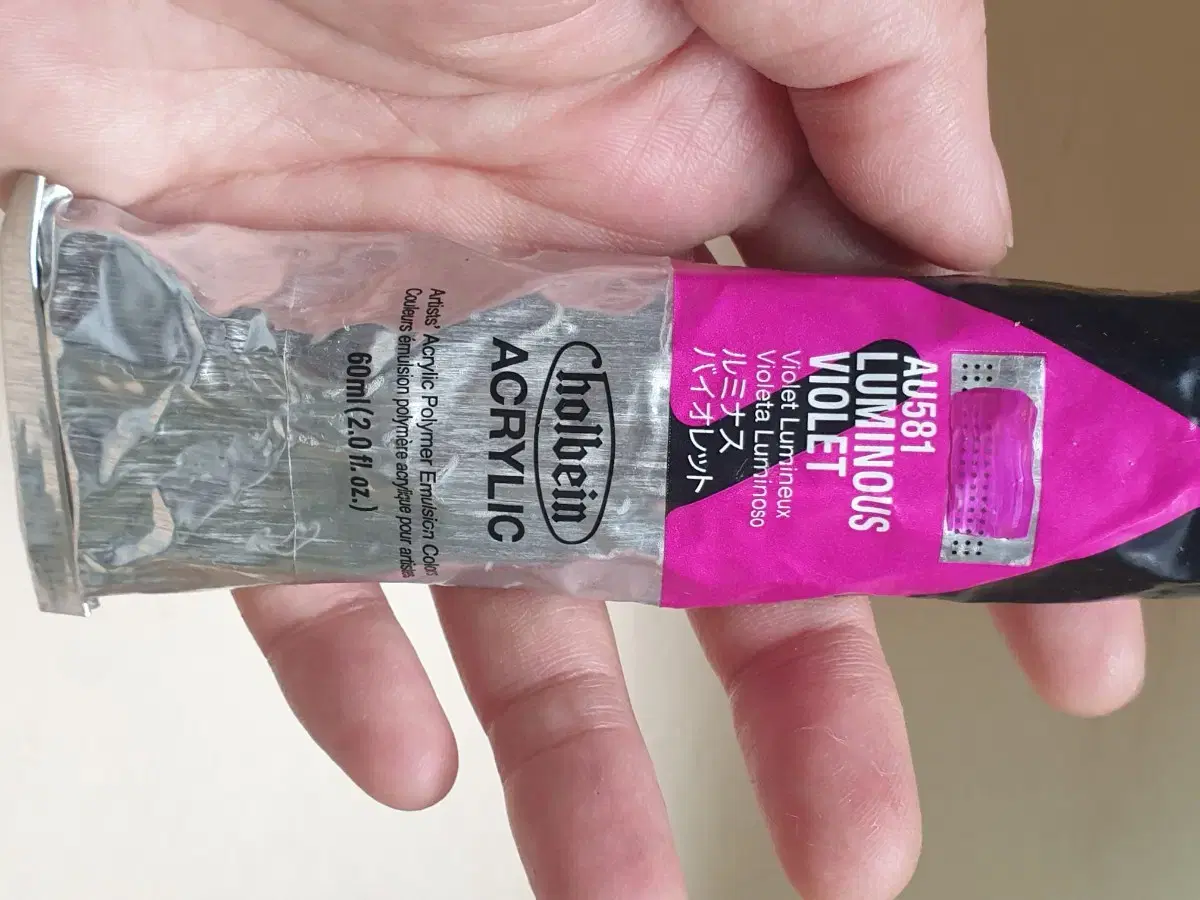 AU581
LUMINOUS
VIOLET
Violet Lumineux
Violeta Luminoso
ルミナス
バイオレット
holbein
ACRYLIC
Artists' Acrylic Polymer Emulsion Color
Couleurs émulsion polymère acrylique pour artistes
60ml (2.0 fl. oz.)